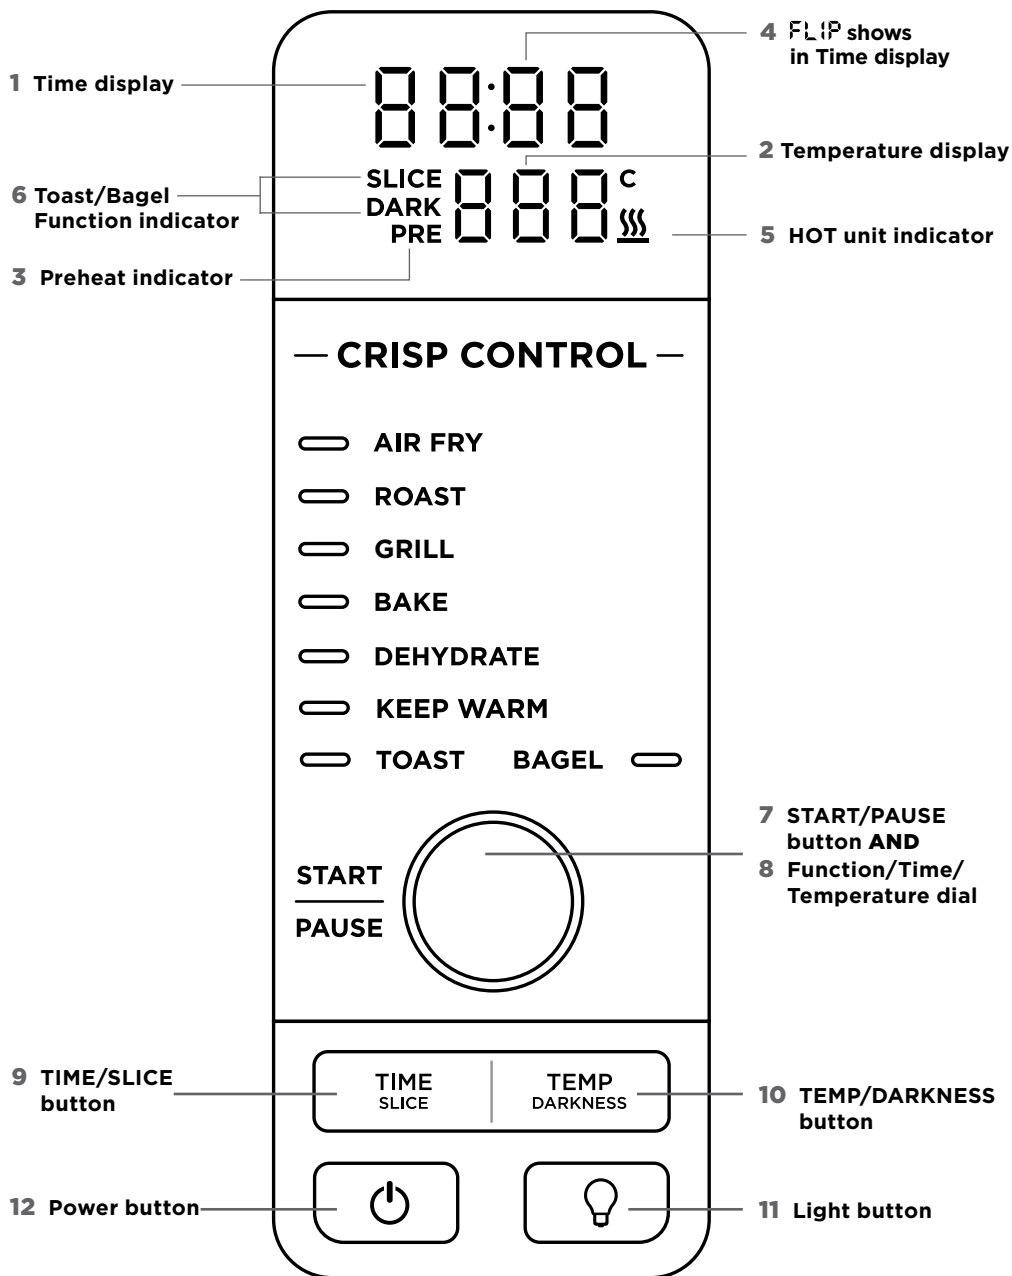 4 FLIP shows
in Time display
1 Time display
88:88
2 Temperature display
6 Toast/Bagel
Function indicator
SLICE
DARK
PRE
888
C
5 HOT unit indicator
3 Preheat indicator
— CRISP CONTROL —
AIR FRY
ROAST
GRILL
BAKE
DEHYDRATE
KEEP WARM
TOAST BAGEL
START
PAUSE
7 START/PAUSE
button AND
8 Function/Time/
Temperature dial
9 TIME/SLICE
button
TIME
SLICE
TEMP
DARKNESS
10 TEMP/DARKNESS
button
12 Power button
11 Light button